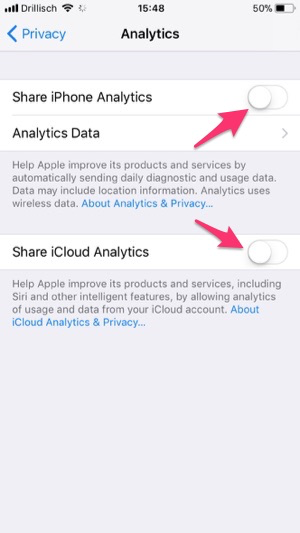 Drillisch 15:48 50%
Privacy Analytics
Share iPhone Analytics
Analytics Data
Help Apple improve its products and services by
automatically sending daily diagnostic and usage data.
Data may include location information. Analytics uses
wireless data. About Analytics & Privacy...
Share iCloud Analytics
Help Apple improve its products and services, including
Siri and other intelligent features, by allowing analytics
of usage and data from your iCloud account. About
iCloud Analytics & Privacy...